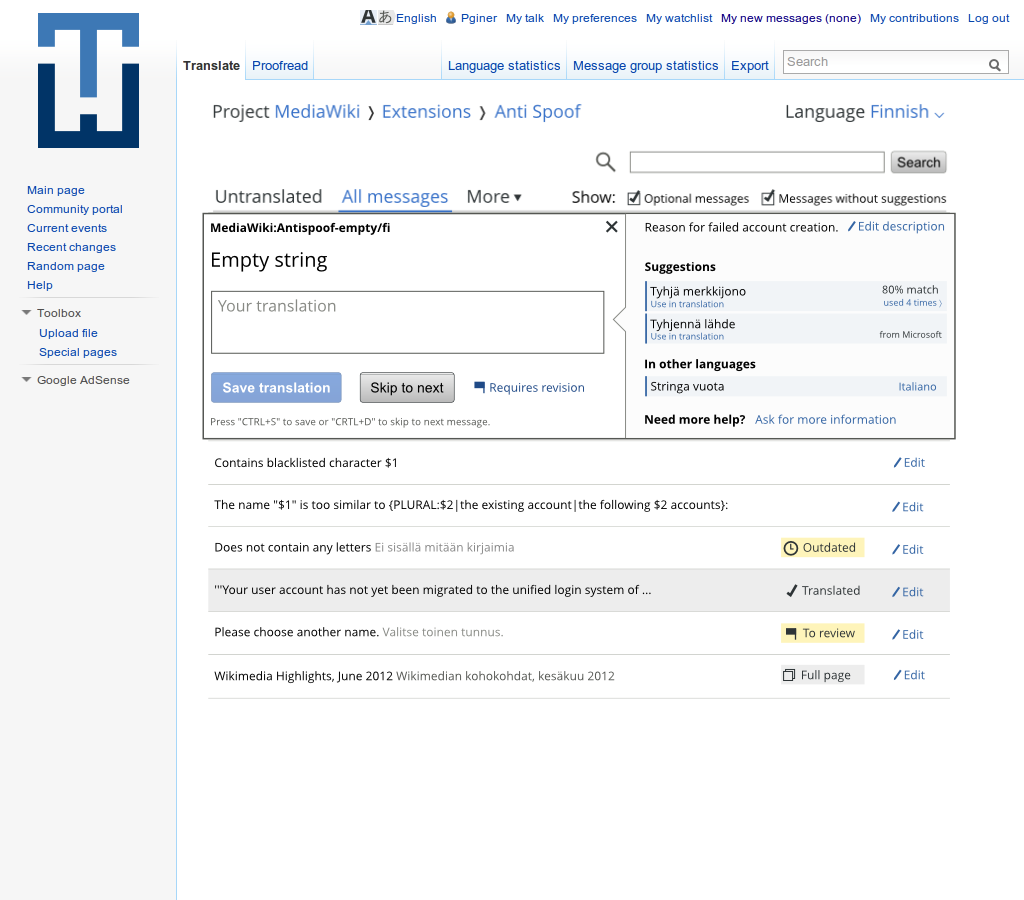 English Pginer My talk My preferences My watchlist My new messages (none) My contributions Log out
Translate Proofread Language statistics Message group statistics Export Search
Project MediaWiki ❭ Extensions ❭ Anti Spoof Language Finnish
Search
Main page
Community portal
Current events
Recent changes
Random page
Help
Toolbox
Upload file
Special pages
Google AdSense
Untranslated All messages More ▾ Show: Optional messages Messages without suggestions
MediaWiki:Antispoof-empty/fi
Empty string
Your translation
Save translation Skip to next Requires revision
Press "CTRL+S" to save or "CRTL+D" to skip to next message.
Reason for failed account creation. Edit description
Suggestions
Tyhjä merkkijono 80% match
Use in translation used 4 times ⟩
Tyhjennä lähde
Use in translation from Microsoft
In other languages
Stringa vuota Italiano
Need more help? Ask for more information
Contains blacklisted character $1 Edit
The name "$1" is too similar to {PLURAL:$2|the existing account|the following $2 accounts}: Edit
Does not contain any letters Ei sisällä mitään kirjaimia Outdated Edit
'''Your user account has not yet been migrated to the unified login system of ... Translated Edit
Please choose another name. Valitse toinen tunnus. To review Edit
Wikimedia Highlights, June 2012 Wikimedian kohokohdat, kesäkuu 2012 Full page Edit